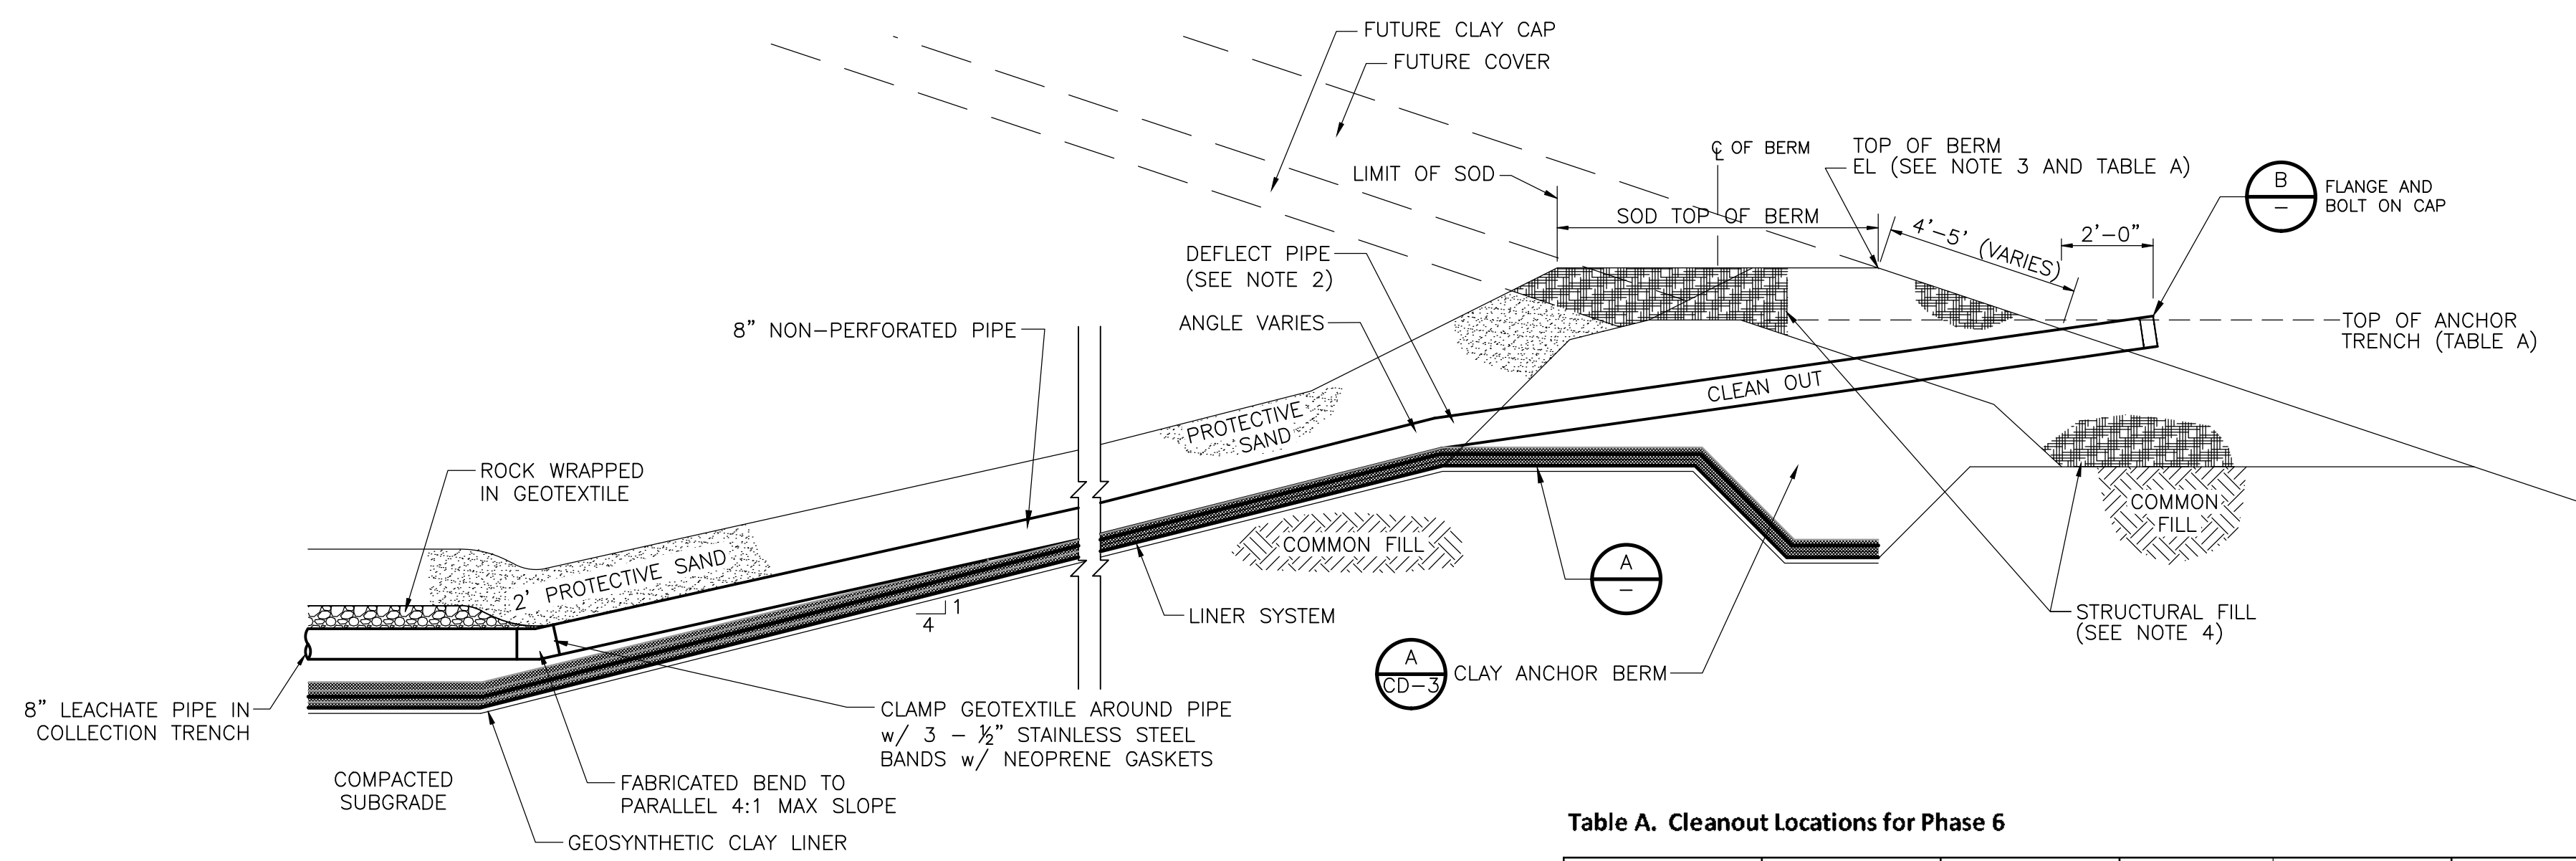 FUTURE CLAY CAP
FUTURE COVER
℄ OF BERM
TOP OF BERM
EL (SEE NOTE 3 AND TABLE A)
LIMIT OF SOD
SOD TOP OF BERM
4'-5' (VARIES)
2'-0"
B
–
FLANGE AND
BOLT ON CAP
DEFLECT PIPE
(SEE NOTE 2)
ANGLE VARIES
8" NON-PERFORATED PIPE
TOP OF ANCHOR
TRENCH (TABLE A)
CLEAN OUT
PROTECTIVE
SAND
ROCK WRAPPED
IN GEOTEXTILE
COMMON
FILL
COMMON FILL
2' PROTECTIVE SAND
A
–
1
4
LINER SYSTEM
STRUCTURAL FILL
(SEE NOTE 4)
A
CD-3
CLAY ANCHOR BERM
8" LEACHATE PIPE IN
COLLECTION TRENCH
CLAMP GEOTEXTILE AROUND PIPE
w/ 3 - ½" STAINLESS STEEL
BANDS w/ NEOPRENE GASKETS
COMPACTED
SUBGRADE
FABRICATED BEND TO
PARALLEL 4:1 MAX SLOPE
GEOSYNTHETIC CLAY LINER
Table A. Cleanout Locations for Phase 6